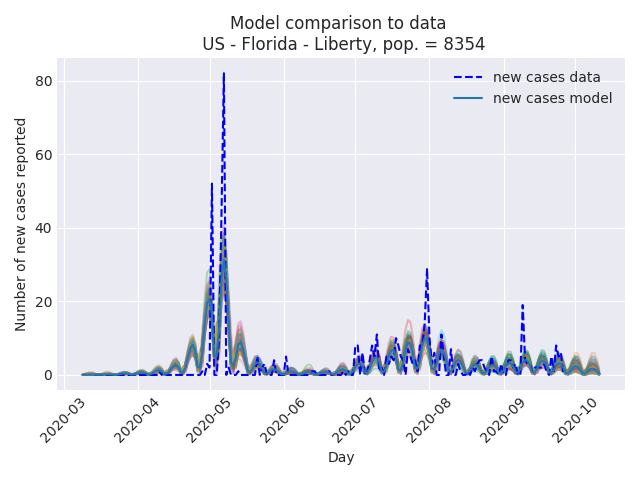 Model comparison to data
US - Florida - Liberty, pop. = 8354
new cases data
new cases model
Number of new cases reported
80
60
40
20
0
2020-03
2020-04
2020-05
2020-06
2020-07
2020-08
2020-09
2020-10
Day